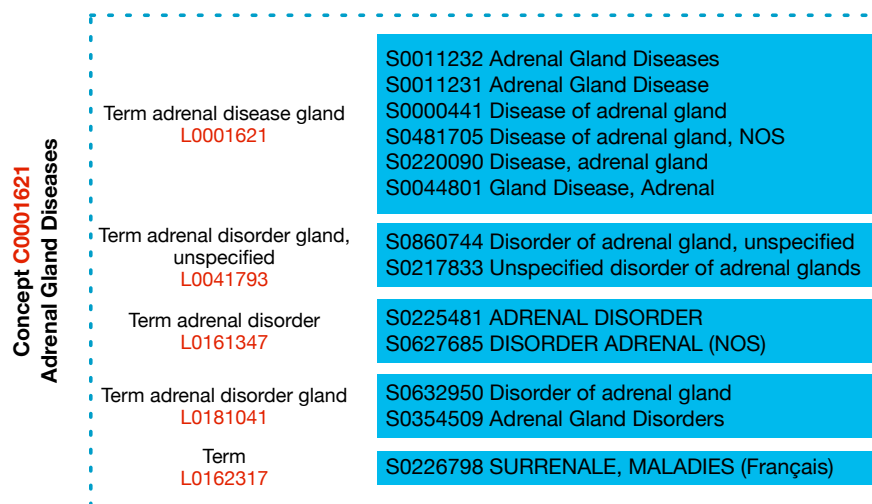 Concept C0001621
Adrenal Gland Diseases
Term adrenal disease gland
L0001621
S0011232 Adrenal Gland Diseases
S0011231 Adrenal Gland Disease
S0000441 Disease of adrenal gland
S0481705 Disease of adrenal gland, NOS
S0220090 Disease, adrenal gland
S0044801 Gland Disease, Adrenal
Term adrenal disorder gland,
unspecified
L0041793
S0860744 Disorder of adrenal gland, unspecified
S0217833 Unspecified disorder of adrenal glands
Term adrenal disorder
L0161347
S0225481 ADRENAL DISORDER
S0627685 DISORDER ADRENAL (NOS)
Term adrenal disorder gland
L0181041
S0632950 Disorder of adrenal gland
S0354509 Adrenal Gland Disorders
Term
L0162317
S0226798 SURRENALE, MALADIES (Français)